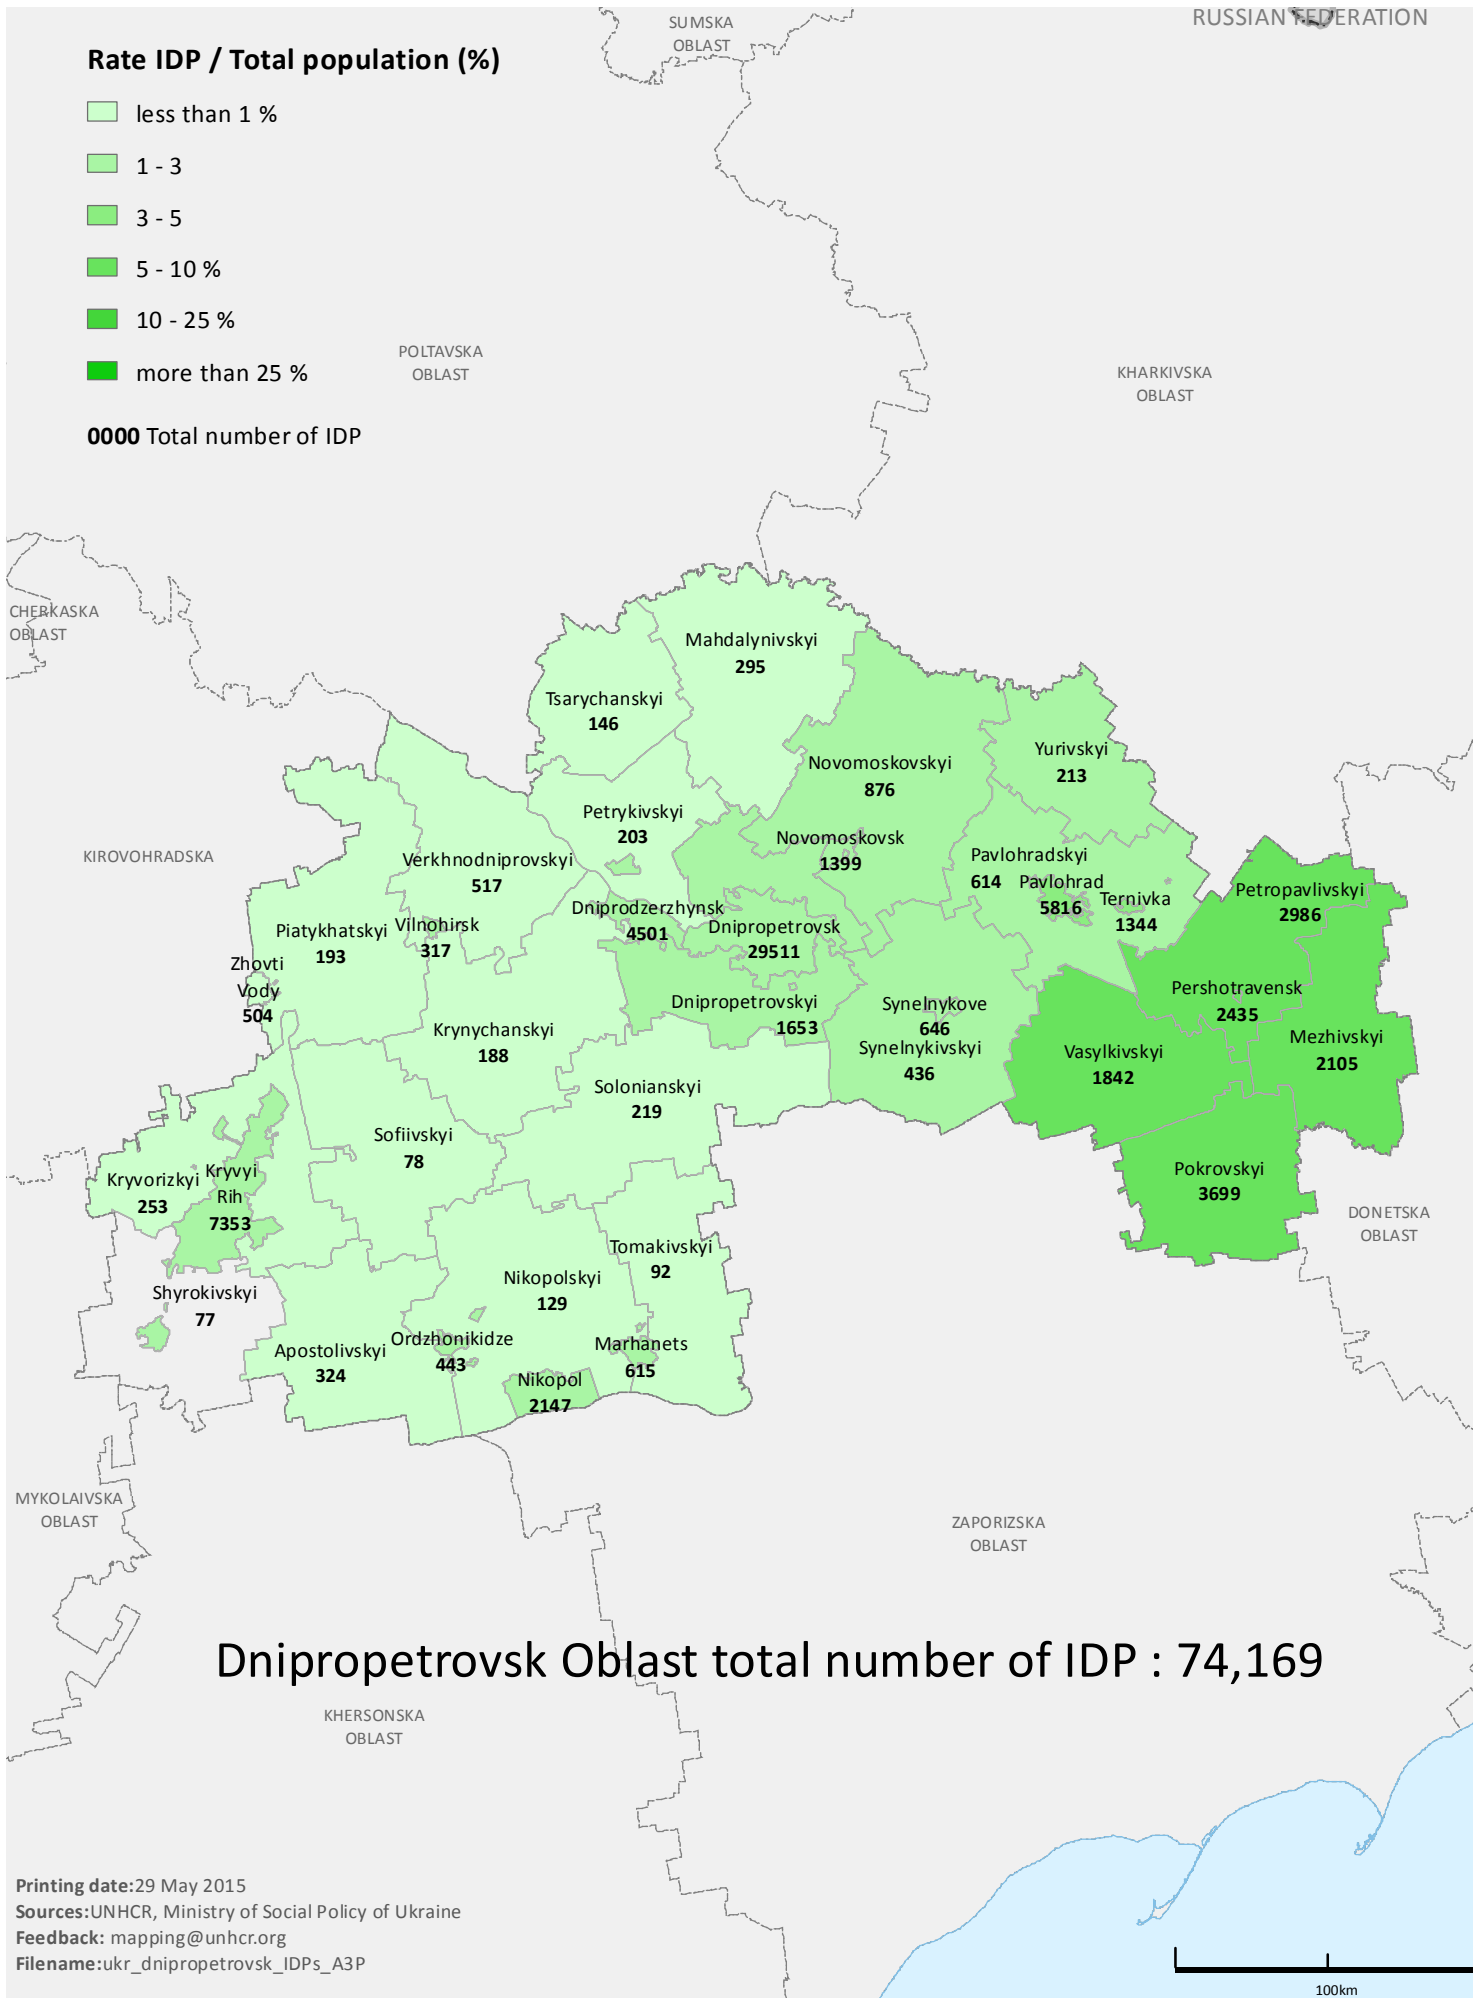 RUSSIAN FEDERATION
SUMSKA
OBLAST
Rate IDP / Total population (%)
less than 1 %
1 - 3
3 - 5
5 - 10 %
10 - 25 %
more than 25 %
0000 Total number of IDP
POLTAVSKA
OBLAST
KHARKIVSKA
OBLAST
CHERKASKA
OBLAST
KIROVOHRADSKA
Mahdalynivskyi
295
Tsarychanskyi
146
Yurivskyi
213
Novomoskovskyi
876
Petrykivskyi
203
Novomoskovsk
1399
Verkhnodniprovskyi
517
Pavlohradskyi
614
Pavlohrad
5816
Ternivka
1344
Petropavlivskyi
2986
Dniprodzerzhynsk
4501
Dnipropetrovsk
29511
Vilnohirsk
317
Piatykhatskyi
193
Zhovti
Vody
504
Pershotravensk
2435
Dnipropetrovskyi
1653
Synelnykove
646
Synelnykivskyi
436
Krynychanskyi
188
Vasylkivskyi
1842
Mezhivskyi
2105
Solonianskyi
219
Sofiivskyi
78
Kryvorizkyi
253
Kryvyi
Rih
7353
Pokrovskyi
3699
DONETSKA
OBLAST
Tomakivskyi
92
Shyrokivskyi
77
Nikopolskyi
129
Apostolivskyi
324
Ordzhonikidze
443
Marhanets
615
Nikopol
2147
MYKOLAIVSKA
OBLAST
ZAPORIZSKA
OBLAST
Dnipropetrovsk Oblast total number of IDP : 74,169
KHERSONSKA
OBLAST
Printing date:29 May 2015
Sources:UNHCR, Ministry of Social Policy of Ukraine
Feedback: mapping@unhcr.org
Filename:ukr_dnipropetrovsk_IDPs_A3P
100km